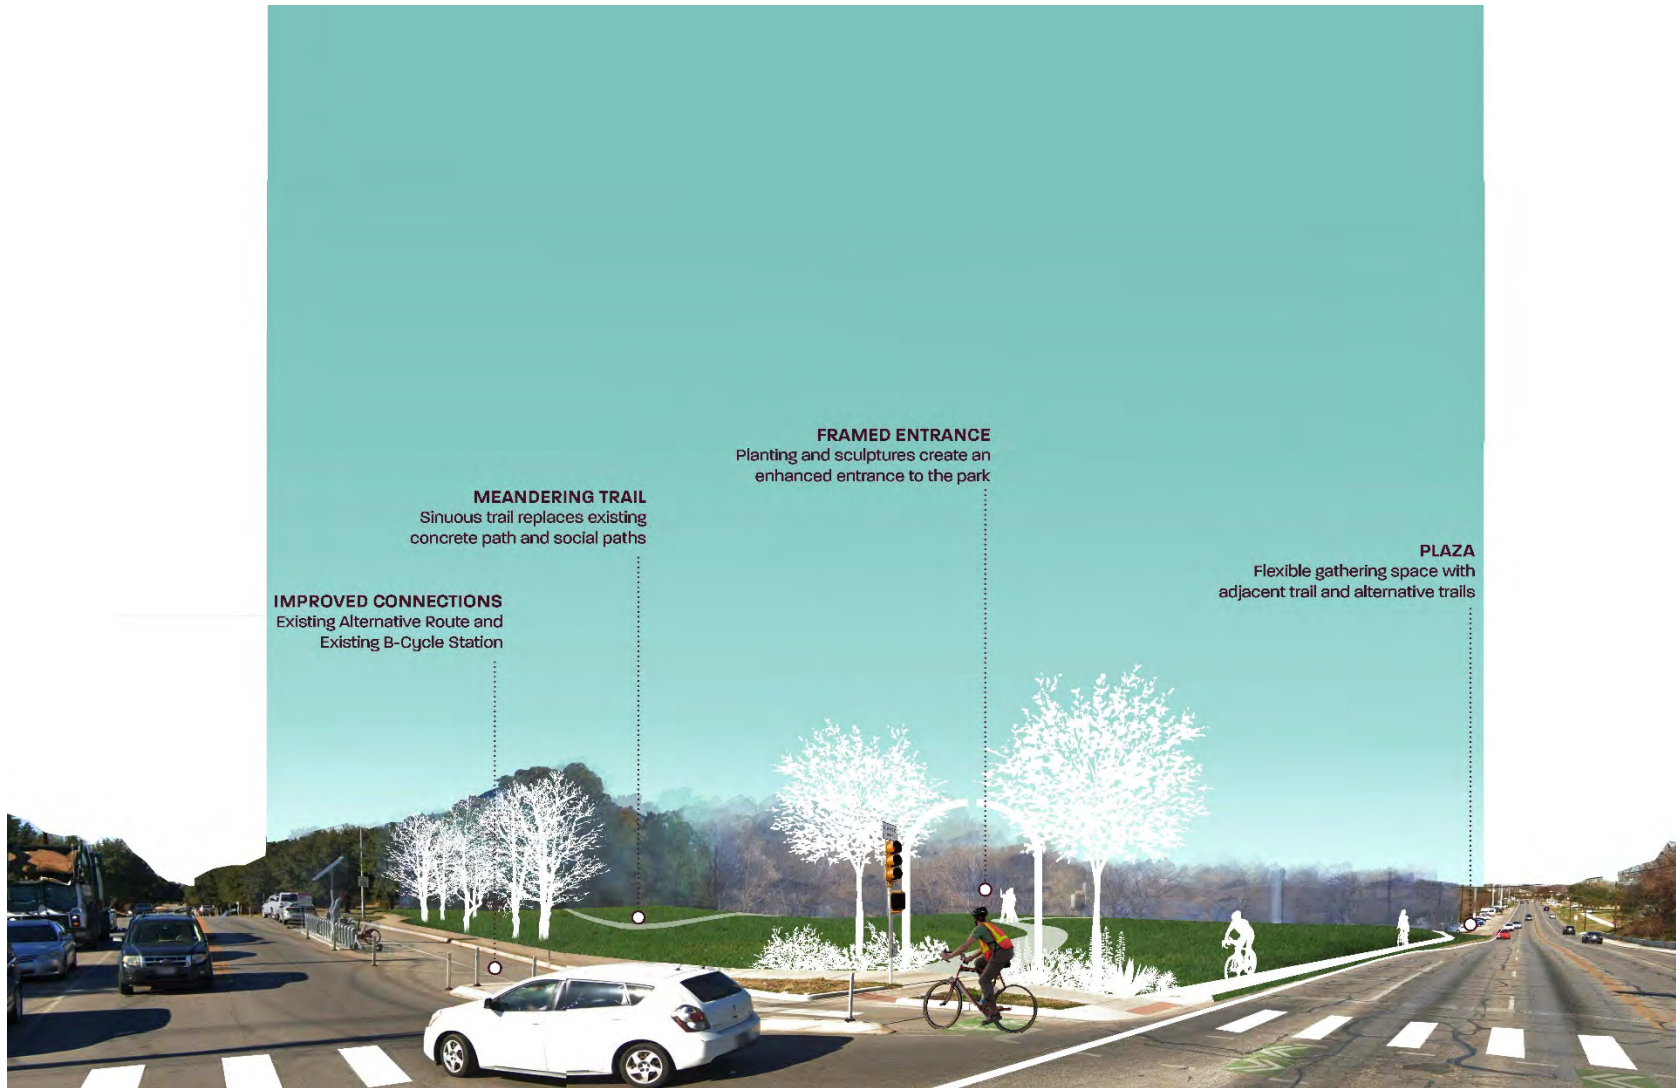 FRAMED ENTRANCE
Planting and sculptures create an
enhanced entrance to the park
MEANDERING TRAIL
Sinuous trail replaces existing
concrete path and social paths
PLAZA
Flexible gathering space with
adjacent trail and alternative trails
IMPROVED CONNECTIONS
Existing Alternative Route and
Existing B-Cycle Station